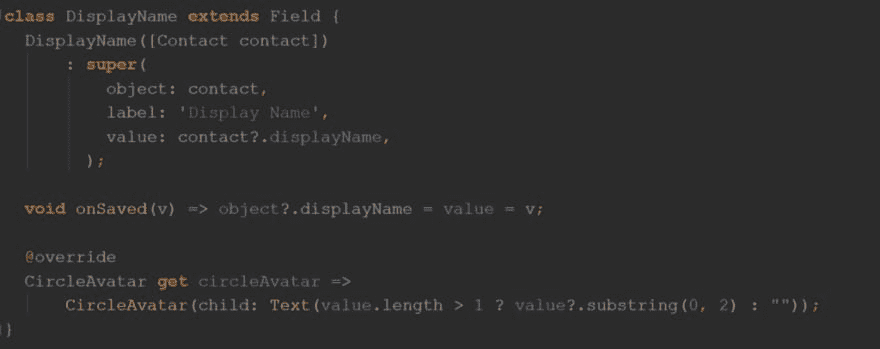 class DisplayName extends Field {
  DisplayName([Contact contact])
      : super(
          object: contact,
          label: 'Display Name',
          value: contact?.displayName,
        );
  void onSaved(v) => object?.displayName = value = v;
  @override
  CircleAvatar get circleAvatar =>
      CircleAvatar(child: Text(value.length > 1 ? value?.substring(0, 2) : ""));
}